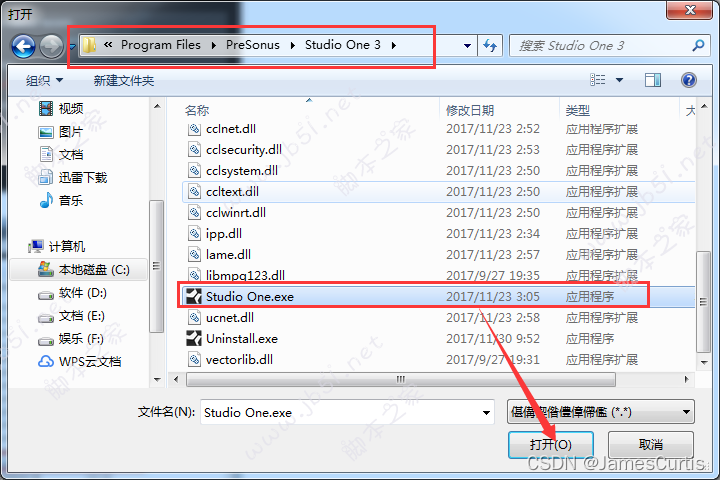 打开
« Program Files ▸ PreSonus ▸ Studio One 3 ▸
搜索 Studio One 3
组织 新建文件夹
视频
图片
文档
迅雷下载
音乐
计算机
本地磁盘 (C:)
软件 (D:)
文档 (E:)
娱乐 (F:)
WPS云文档
名称 修改日期 类型 大
cclnet.dll 2017/11/23 2:52 应用程序扩展
cclsecurity.dll 2017/11/23 2:50 应用程序扩展
cclsystem.dll 2017/11/23 2:50 应用程序扩展
ccltext.dll 2017/11/23 2:50 应用程序扩展
cclwinrt.dll 2017/11/23 2:50 应用程序扩展
ipp.dll 2017/11/23 2:34 应用程序扩展
lame.dll 2017/11/23 2:57 应用程序扩展
libmpg123.dll 2017/9/27 19:35 应用程序扩展
Studio One.exe 2017/11/23 3:05 应用程序
ucnet.dll 2017/11/23 2:58 应用程序扩展
Uninstall.exe 2017/11/30 9:52 应用程序
vectorlib.dll 2017/9/27 19:31 应用程序扩展
文件名(N): Studio One.exe
(*.*)
打开(O) 取消
CSDN @JamesCurtis
www.jb51.net
脚本之家